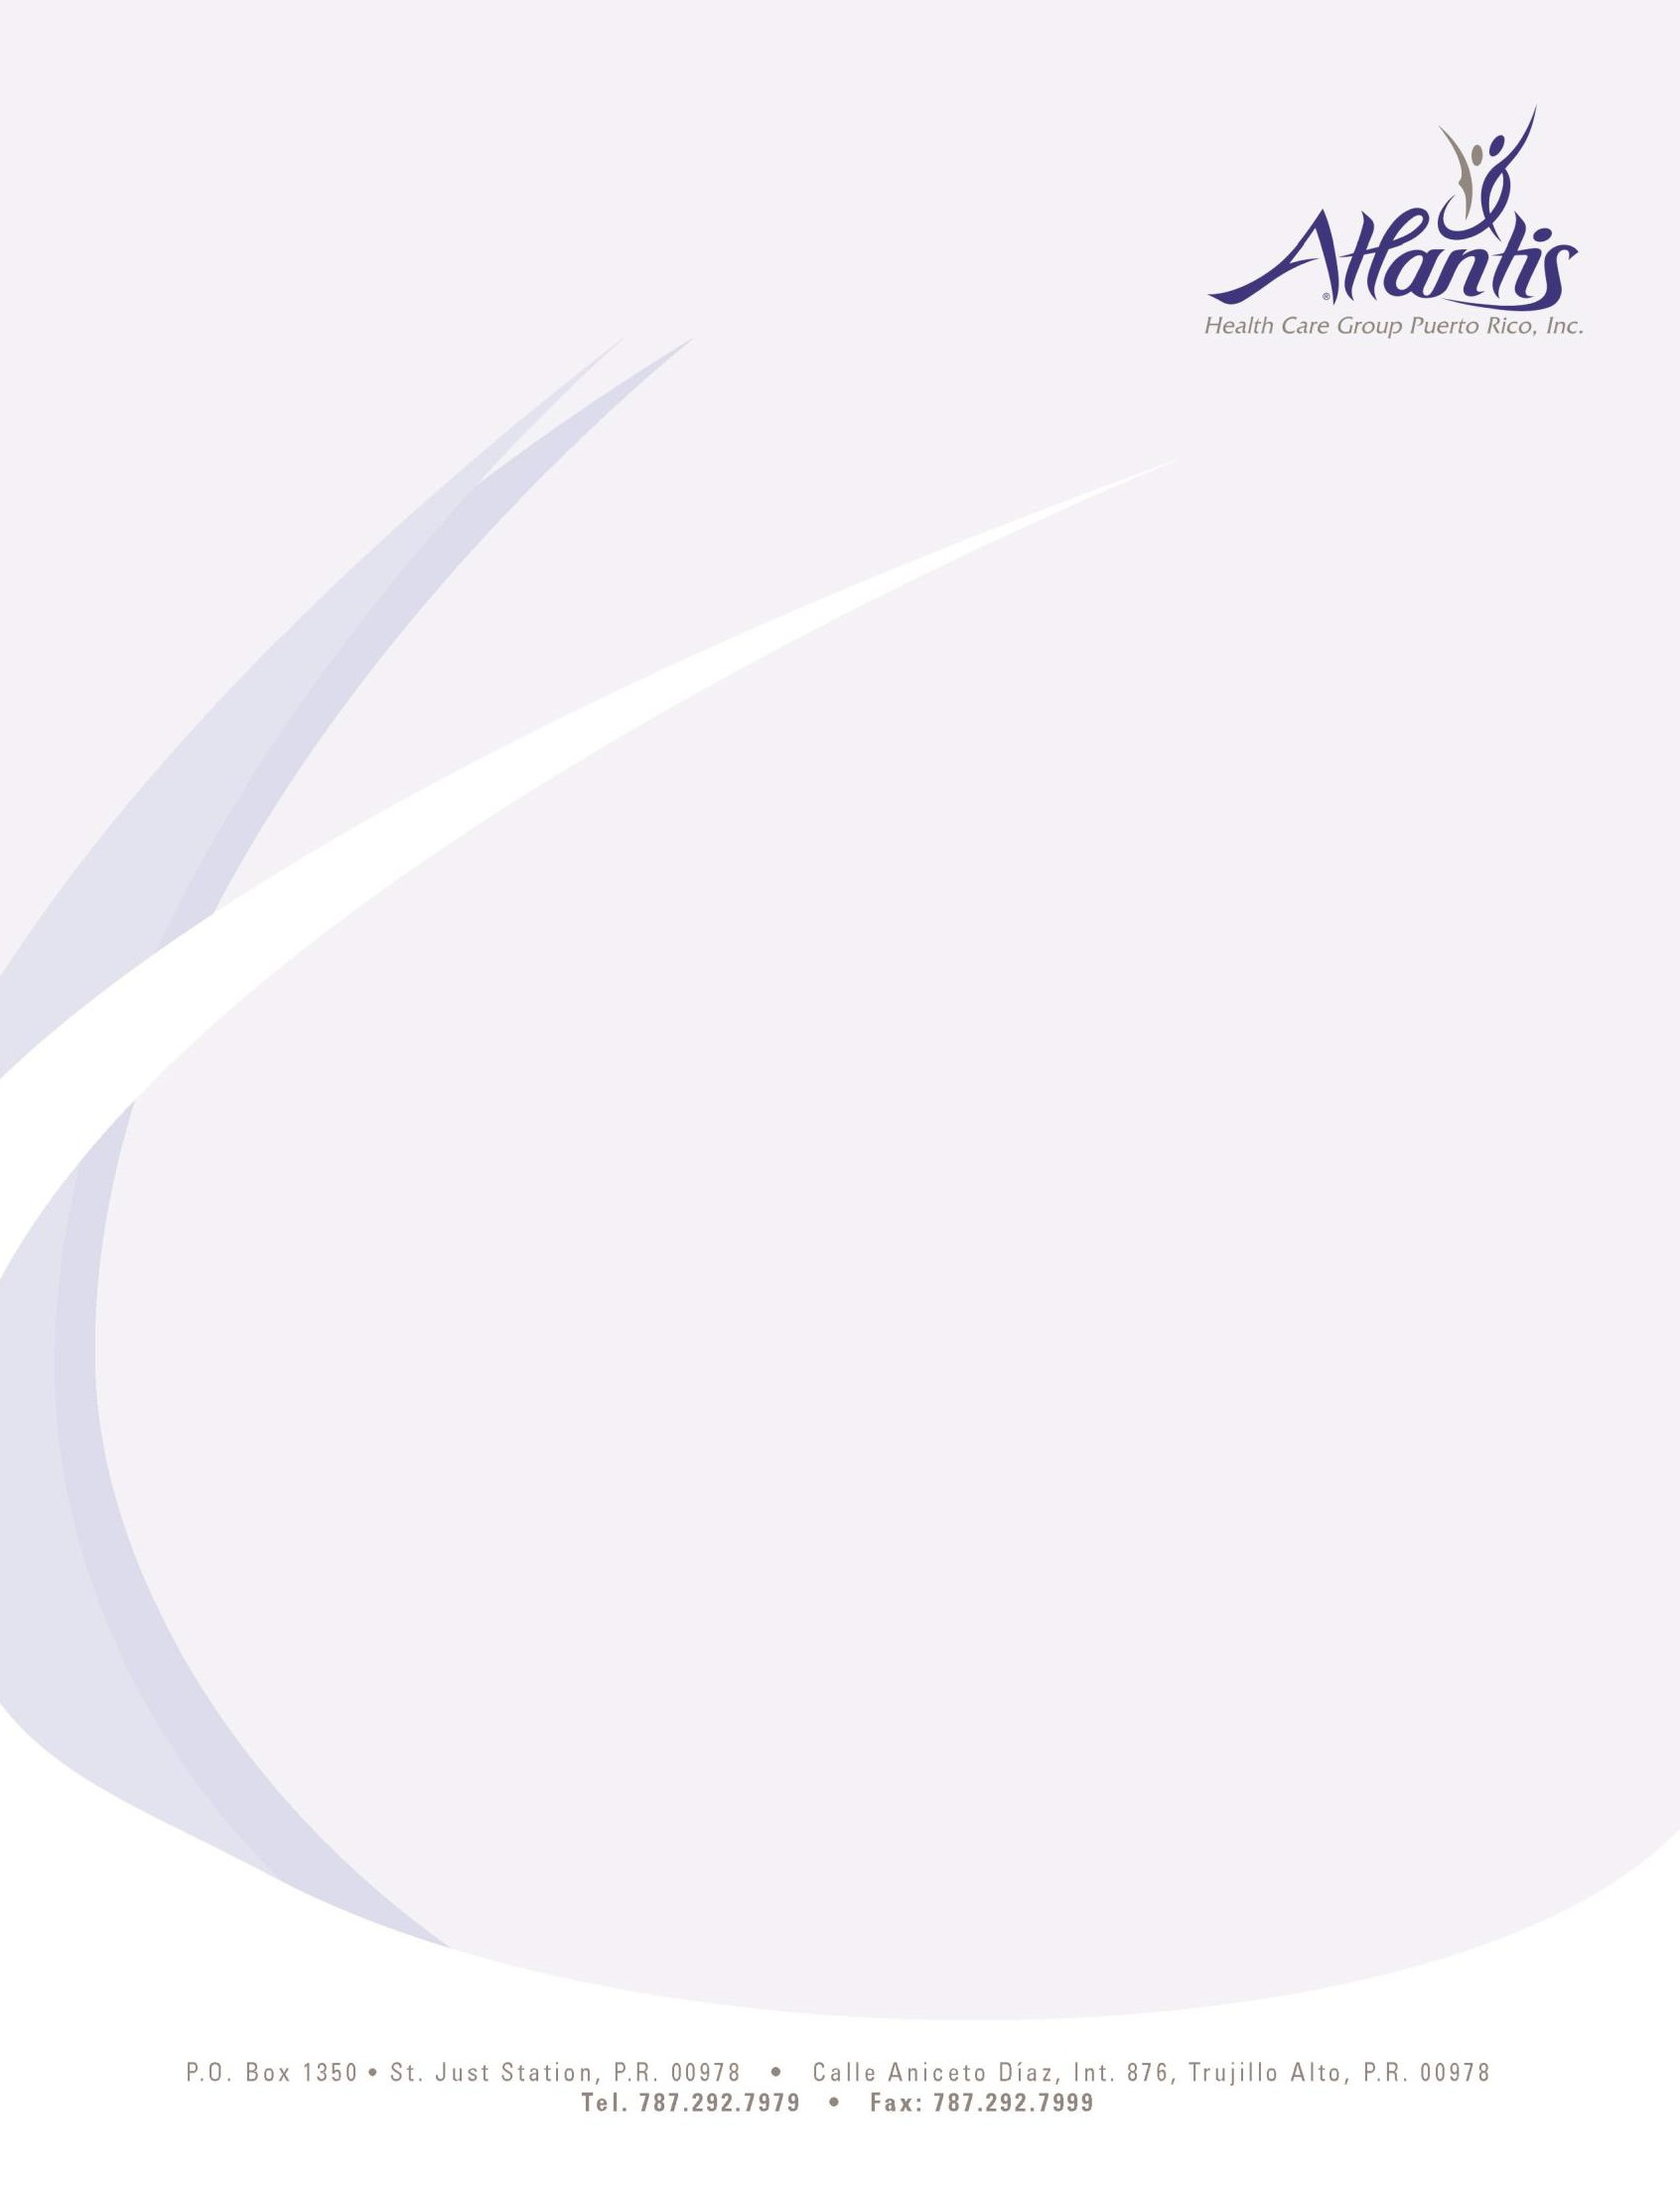 Atlantis®
Health Care Group Puerto Rico, Inc.
P.O. Box 1350 • St. Just Station, P.R. 00978 • Calle Aniceto Díaz, Int. 876, Trujillo Alto, P.R. 00978
Tel. 787.292.7979 • Fax: 787.292.7999